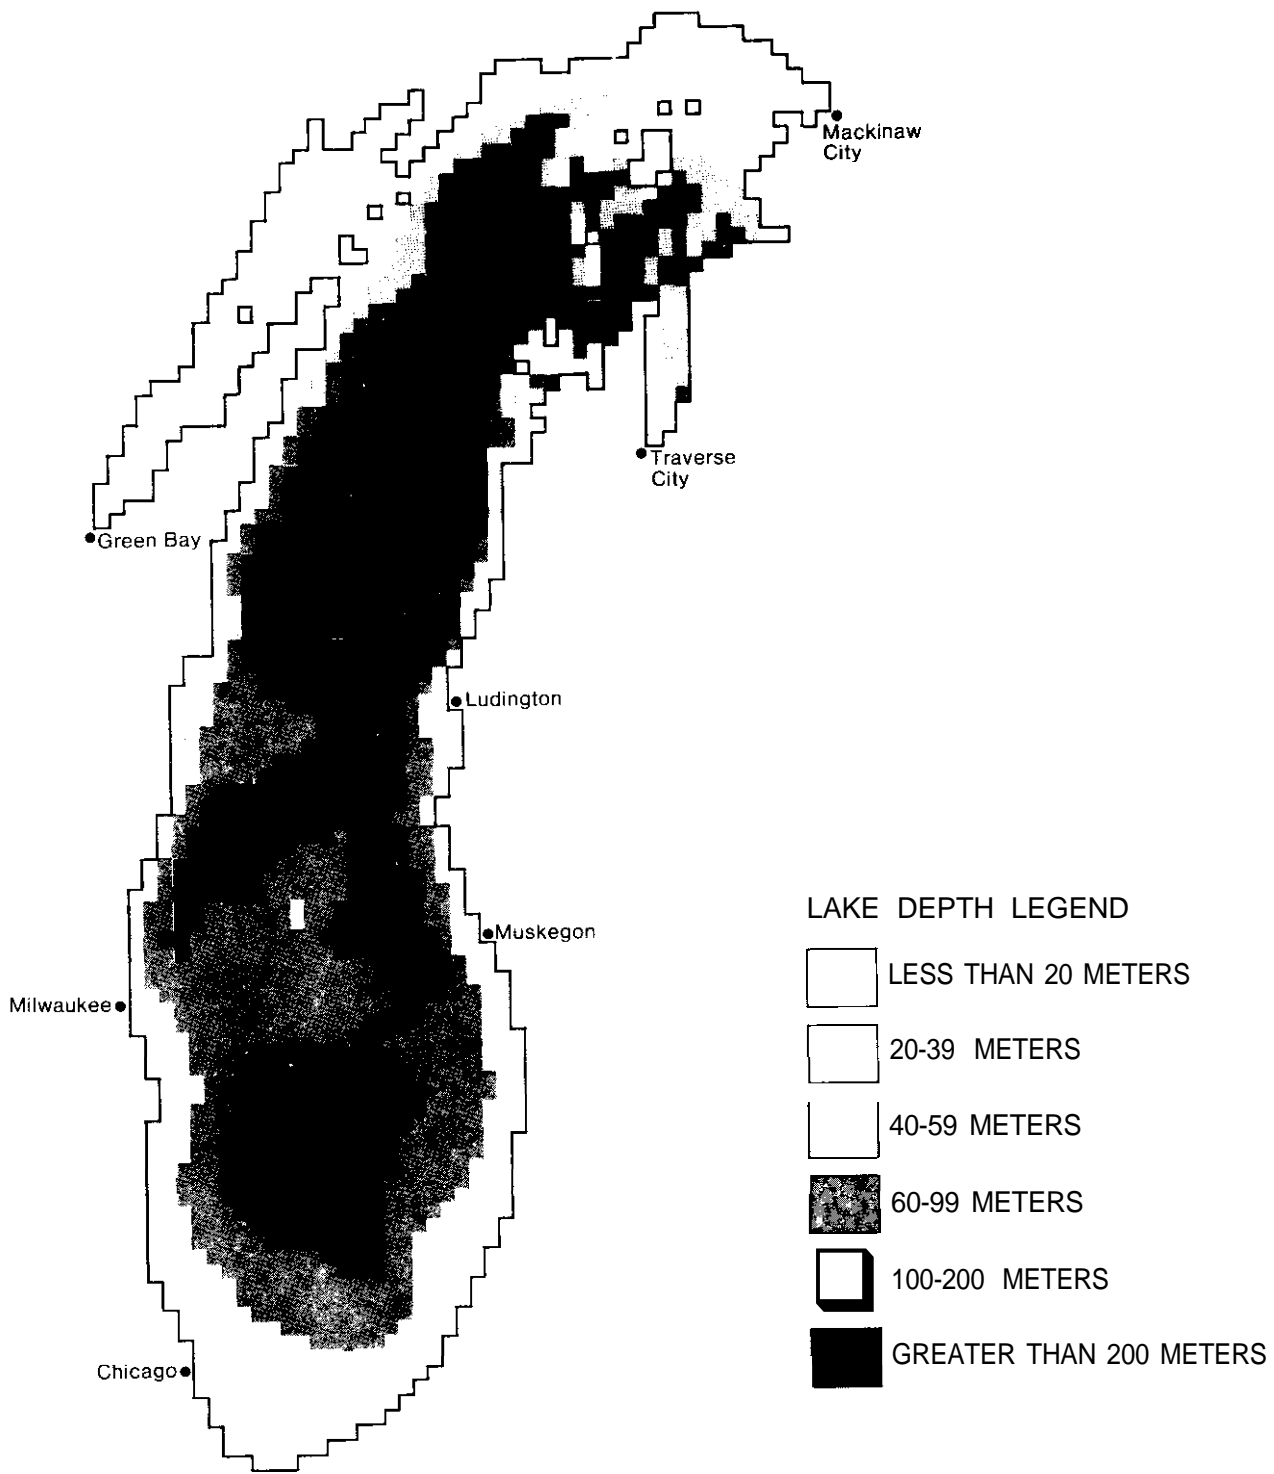 Mackinaw
City
Traverse
City
Green Bay
Ludington
Muskegon
Milwaukee
Chicago
LAKE DEPTH LEGEND
LESS THAN 20 METERS
20-39 METERS
40-59 METERS
60-99 METERS
100-200 METERS
GREATER THAN 200 METERS